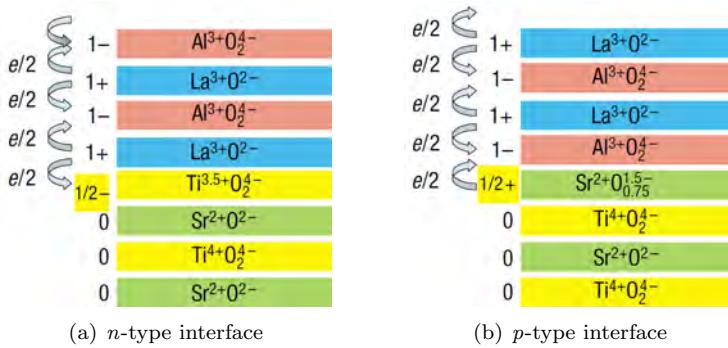 1− Al³⁺O₂⁴⁻
e/2
1+ La³⁺O²⁻
e/2
1− Al³⁺O₂⁴⁻
e/2
1+ La³⁺O²⁻
e/2
1/2− Ti³·⁵⁺O₂⁴⁻
0 Sr²⁺O²⁻
0 Ti⁴⁺O₂⁴⁻
0 Sr²⁺O²⁻
(a) n-type interface
e/2
1+ La³⁺O²⁻
e/2
1− Al³⁺O₂⁴⁻
e/2
1+ La³⁺O²⁻
e/2
1− Al³⁺O₂⁴⁻
e/2 1/2+ Sr²⁺O₀.₇₅¹·⁵⁻
0 Ti⁴⁺O₂⁴⁻
0 Sr²⁺O²⁻
0 Ti⁴⁺O₂⁴⁻
(b) p-type interface